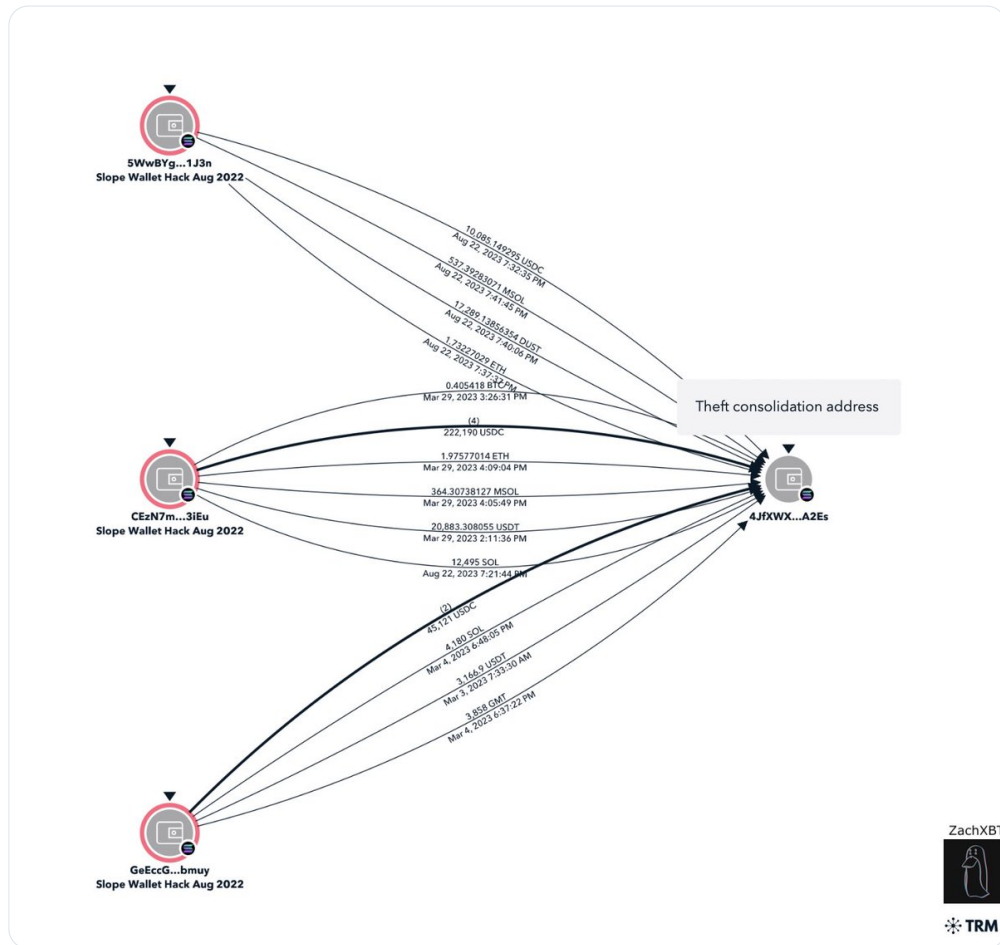 5WwBYg...1J3n
Slope Wallet Hack Aug 2022
10,085.149295 USDC
Aug 22, 2023 7:32:35 PM
537.39283071 MSOL
Aug 22, 2023 7:41:45 PM
17,289.13856354 DUST
Aug 22, 2023 7:40:06 PM
1.73227029 ETH
Aug 22, 2023 7:37:37 PM
0.405418 BTC
Mar 29, 2023 3:26:31 PM
Theft consolidation address
(4)
222,190 USDC
1.97577014 ETH
Mar 29, 2023 4:09:04 PM
364.30738127 MSOL
Mar 29, 2023 4:05:49 PM
CEzN7m...3iEu
Slope Wallet Hack Aug 2022
4JfXWX...A2Es
20,883.308055 USDT
Mar 29, 2023 2:11:36 PM
12,495 SOL
Aug 22, 2023 7:21:44 PM
(2)
45,121 USDC
4,180 SOL
Mar 4, 2023 6:48:05 PM
3,166.9 USDT
Mar 3, 2023 7:33:30 AM
3,858 GMT
Mar 4, 2023 6:37:22 PM
GeEccG...bmuy
Slope Wallet Hack Aug 2022
ZachXBT
TRM